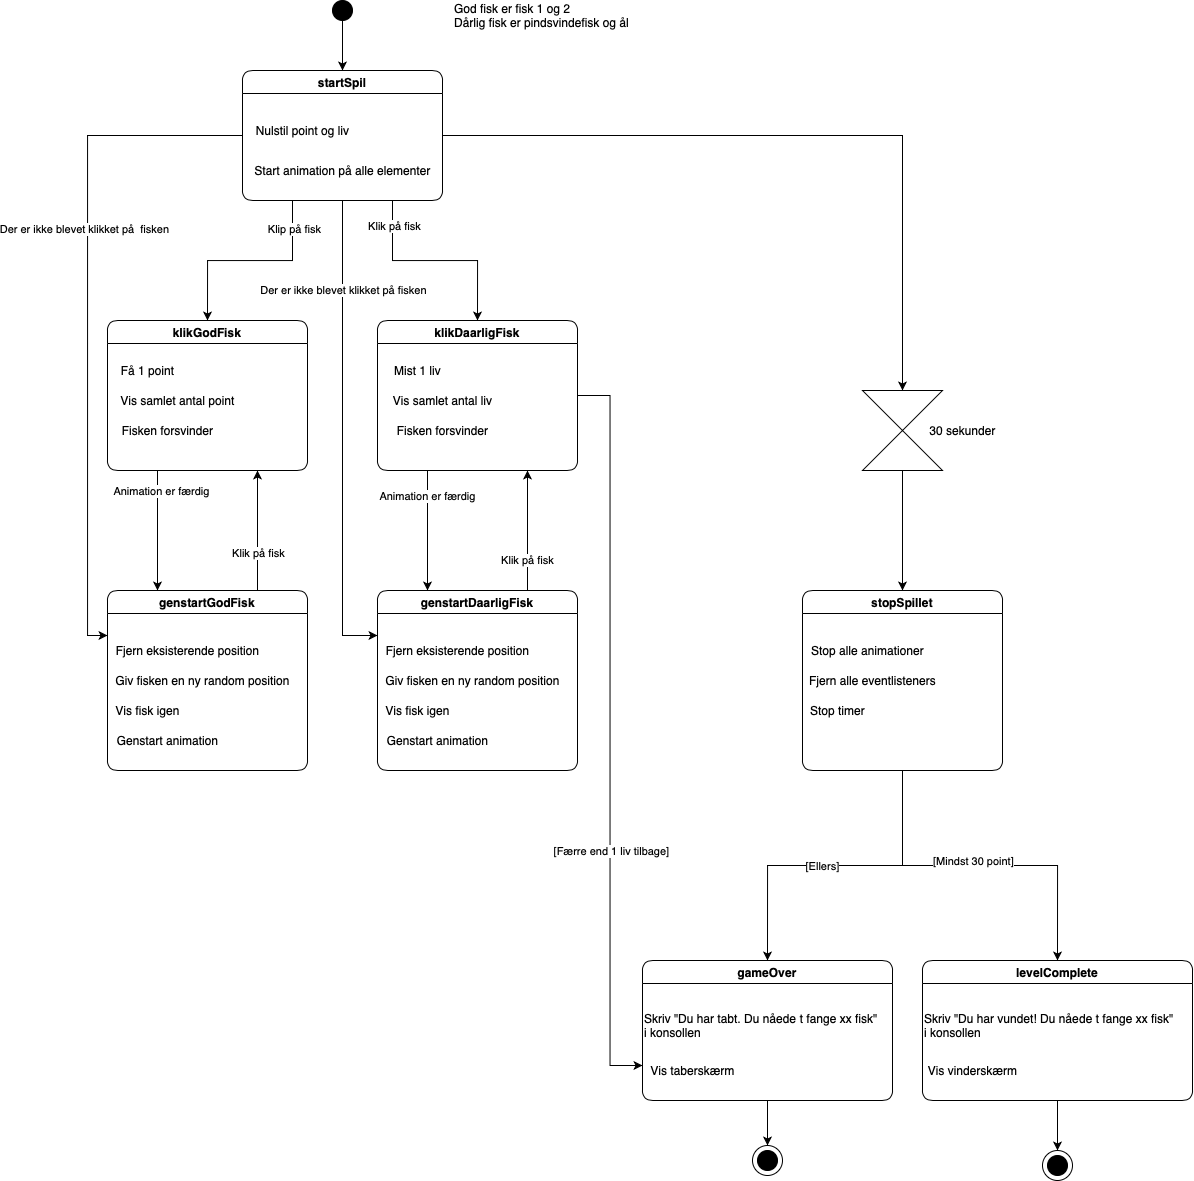 God fisk er fisk 1 og 2
Dårlig fisk er pindsvindefisk og ål
startSpil
Nulstil point og liv
Start animation på alle elementer
Der er ikke blevet klikket på  fisken
Klip på fisk
Klik på fisk
Der er ikke blevet klikket på fisken
klikGodFisk
Få 1 point
Vis samlet antal point
Fisken forsvinder
klikDaarligFisk
Mist 1 liv
Vis samlet antal liv
Fisken forsvinder
30 sekunder
Animation er færdig
Klik på fisk
Animation er færdig
Klik på fisk
genstartGodFisk
Fjern eksisterende position
Giv fisken en ny random position
Vis fisk igen
Genstart animation
genstartDaarligFisk
Fjern eksisterende position
Giv fisken en ny random position
Vis fisk igen
Genstart animation
stopSpillet
Stop alle animationer
Fjern alle eventlisteners
Stop timer
[Færre end 1 liv tilbage]
[Ellers]
[Mindst 30 point]
gameOver
Skriv "Du har tabt. Du nåede t fange xx fisk"
i konsollen
Vis taberskærm
levelComplete
Skriv "Du har vundet! Du nåede t fange xx fisk"
i konsollen
Vis vinderskærm